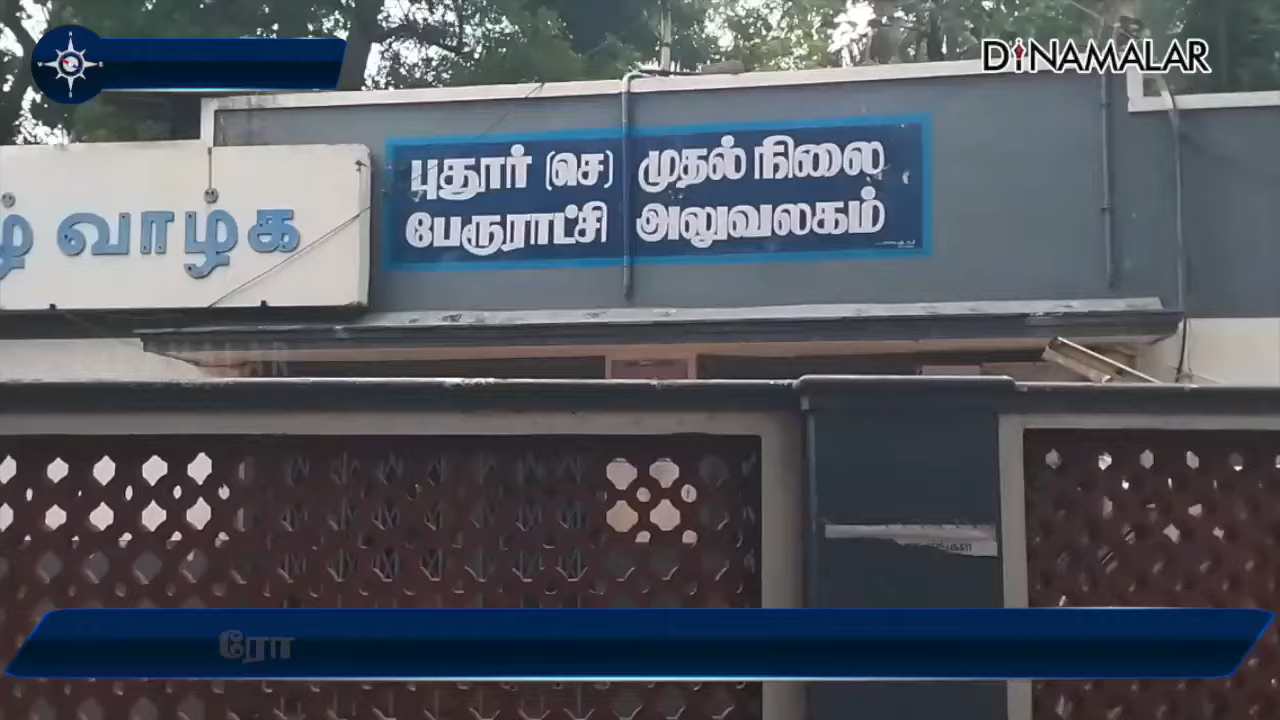 DINAMALAR
புதூர் (செ) முதல் நிலை
பேரூராட்சி அலுவலகம்
வாழ்க
ரோ